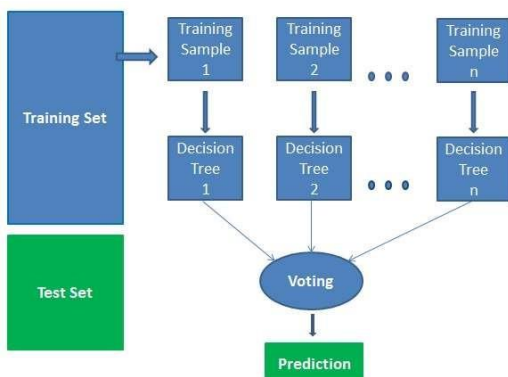 Training Set
Training
Sample
1
Training
Sample
2
Training
Sample
n
Decision
Tree
1
Decision
Tree
2
Decision
Tree
n
Test Set
Voting
Prediction